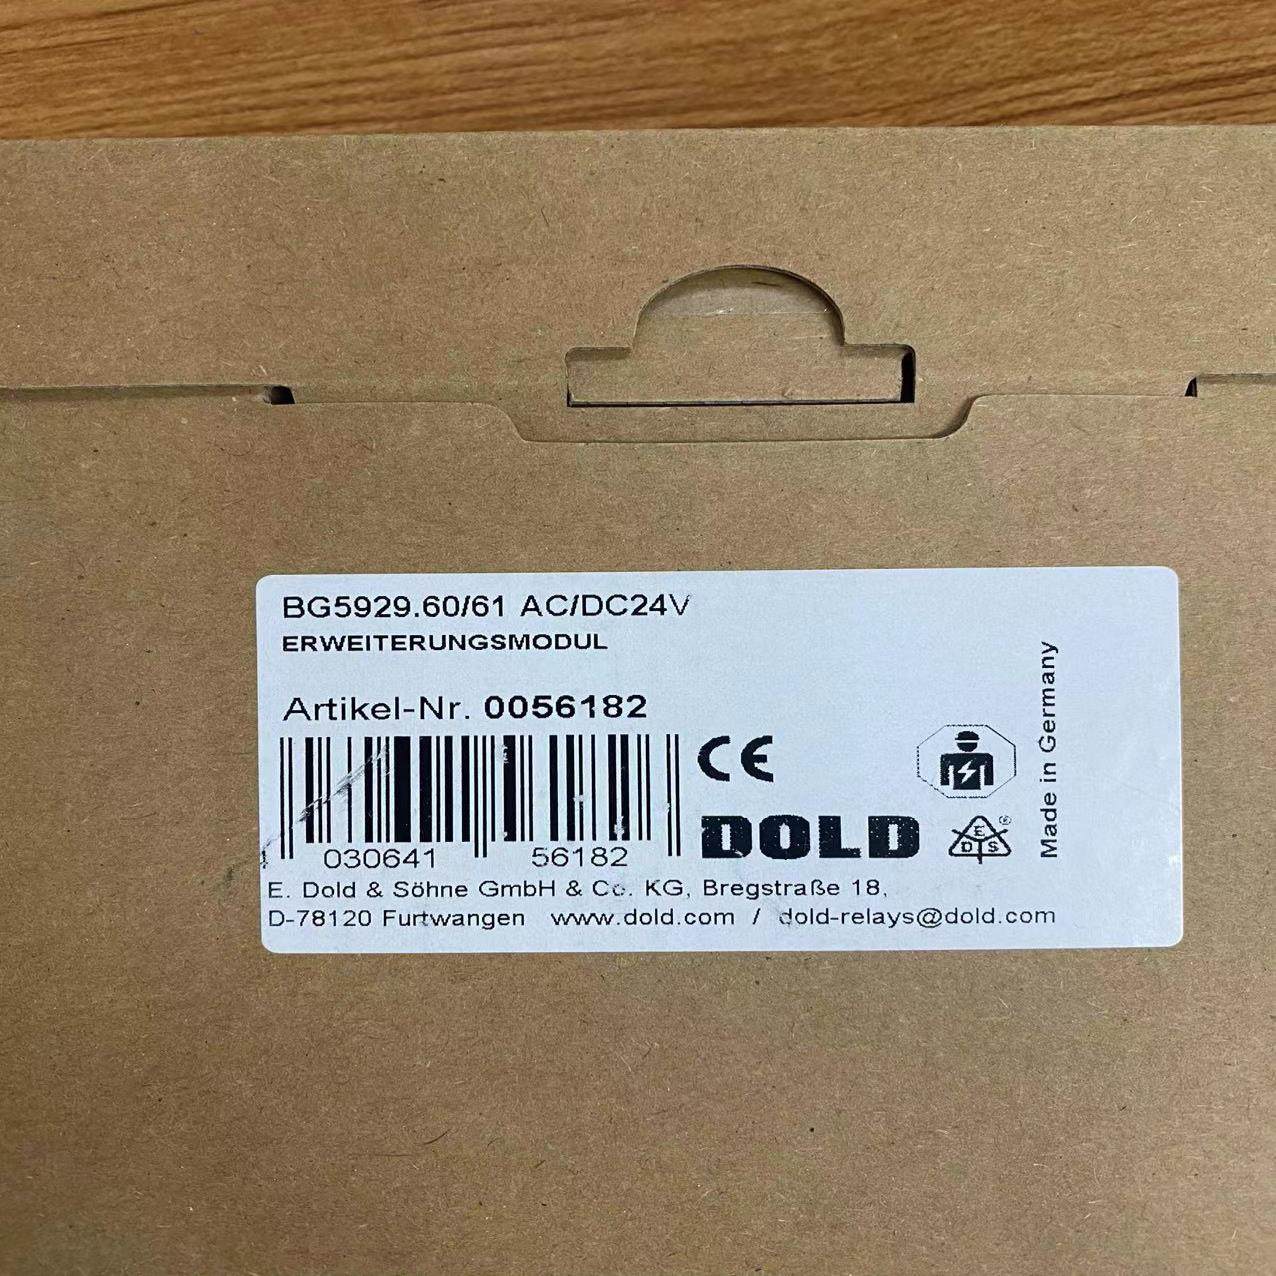 BG5929.60/61 AC/DC24V
ERWEITERUNGSMODUL
Artikel-Nr. 0056182
030641 56182
CE
DOLD
E D S ®
Made in Germany
E. Dold & Söhne GmbH & Co. KG, Bregstraße 18,
D-78120 Furtwangen www.dold.com / dold-relays@dold.com